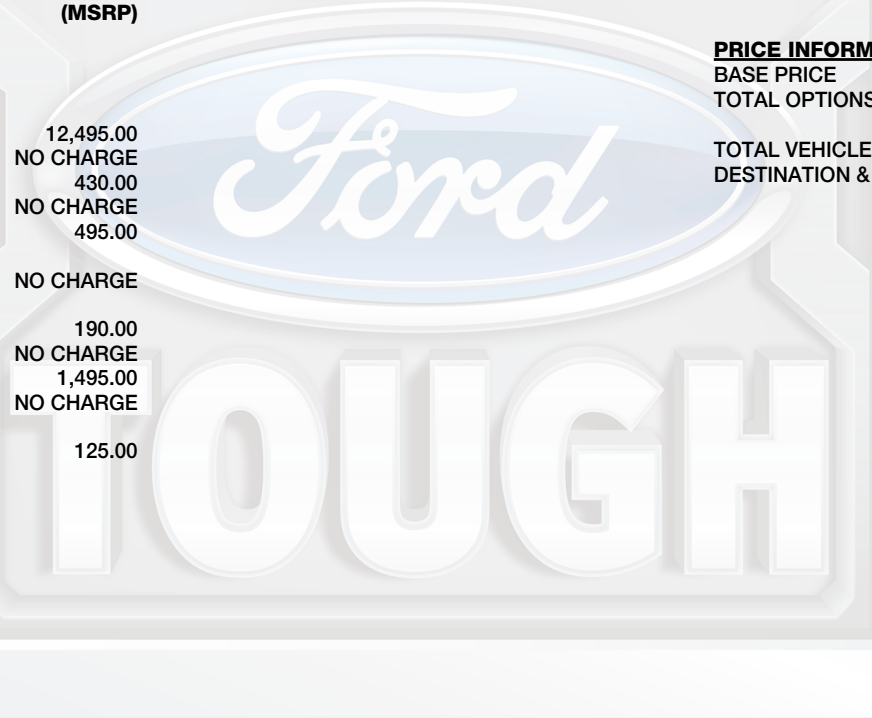 (MSRP)
12,495.00
NO CHARGE
430.00
NO CHARGE
495.00
NO CHARGE
190.00
NO CHARGE
1,495.00
NO CHARGE
125.00
PRICE INFORM
BASE PRICE
TOTAL OPTIONS
TOTAL VEHICLE
DESTINATION &
Ford
TOUGH